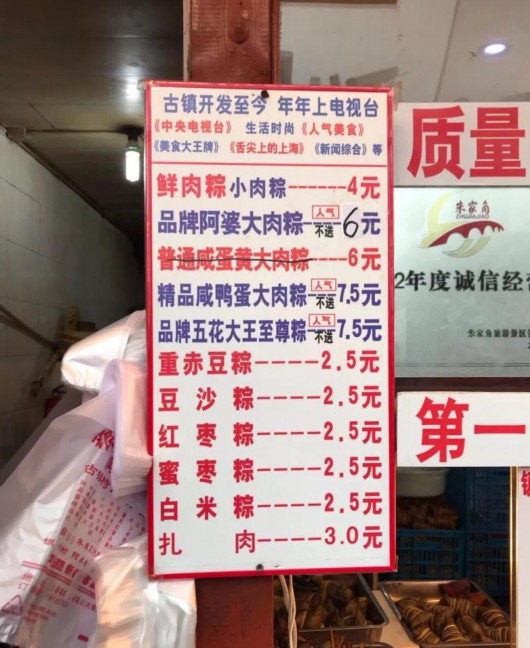 古镇开发至今 年年上电视台
《中央电视台》 生活时尚 《人气美食》
《美食大王牌》 《舌尖上的上海》 《新闻综合》等
鲜肉粽 小肉粽------4元
品牌阿婆大肉粽---人气不送6元
普通咸蛋黄大肉粽---6元
精品咸鸭蛋大肉粽---人气不送7.5元
品牌五花大王至尊粽---人气不送7.5元
重赤豆粽-----2.5元
豆沙粽-----2.5元
红枣粽-----2.5元
蜜枣粽-----2.5元
白米粽-----2.5元
扎肉----3.0元
质量
朱家角
ZHUJIAJIAO
2年度诚信经
朱家角旅游景区
第一